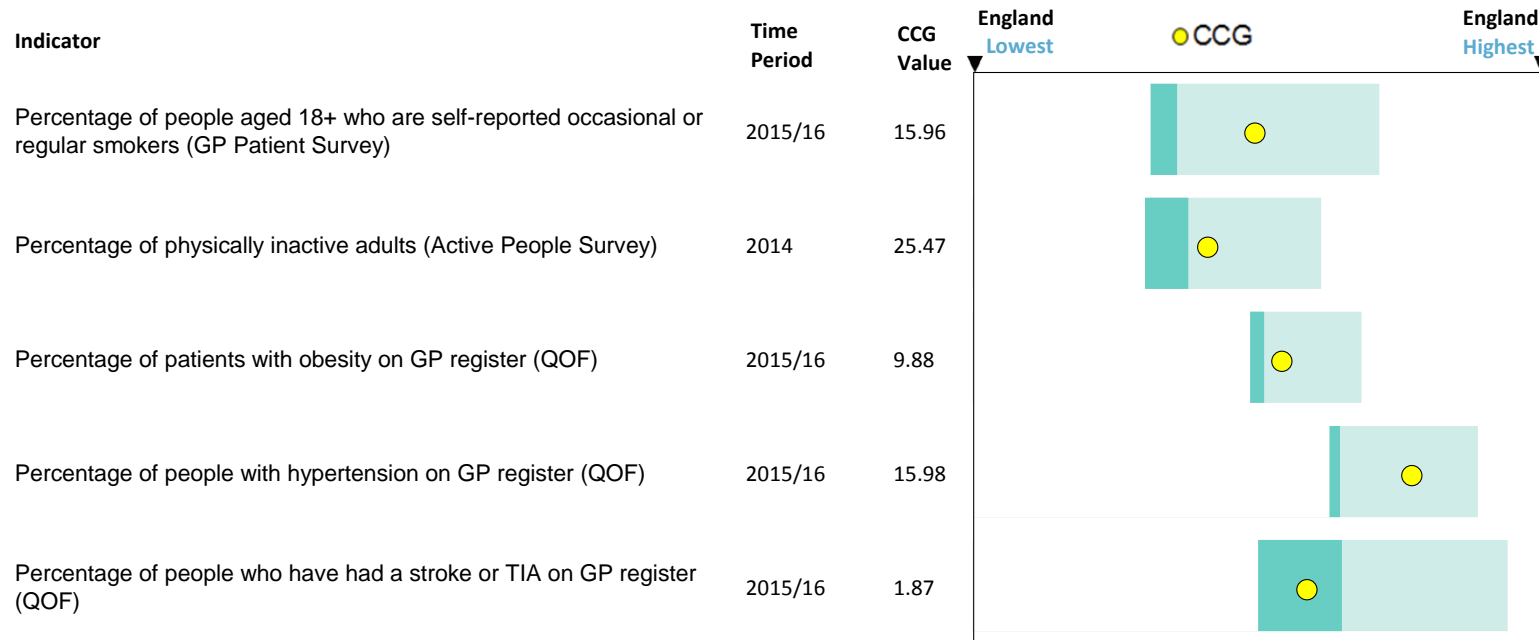 Indicator
Time
Period
CCG
Value
England
Lowest
CCG
England
Highest
Percentage of people aged 18+ who are self-reported occasional or
regular smokers (GP Patient Survey)
2015/16
15.96
Percentage of physically inactive adults (Active People Survey)
2014
25.47
Percentage of patients with obesity on GP register (QOF)
2015/16
9.88
Percentage of people with hypertension on GP register (QOF)
2015/16
15.98
Percentage of people who have had a stroke or TIA on GP register
(QOF)
2015/16
1.87